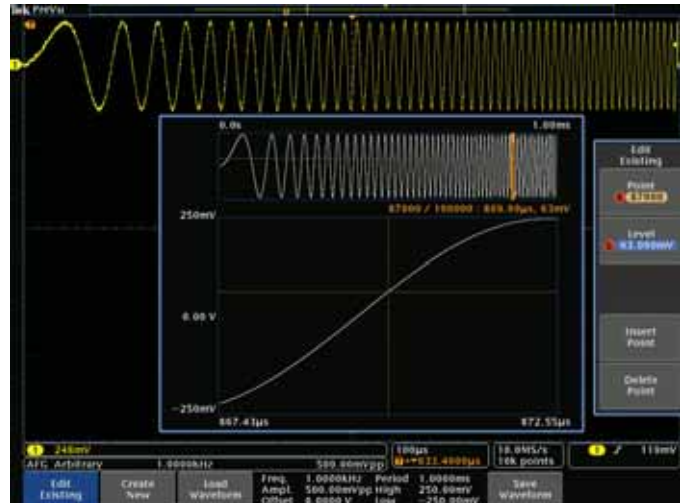 Tek PreVu
0.0s 1.00ms
87000 / 100000 : 869.99µs, 63mV
250mV
0.00 V
-250mV
867.43µs 872.55µs
Edit
Existing
Point
87000
Level
63.090mV
Insert
Point
Delete
Point
1 248mV
AFG Arbitrary 1.0000kHz 500.00mVpp
100µs
10.0MS/s
10k points
1 119mV
Edit
Existing
Create
New
Load
Waveform
Freq. 1.0000kHz Period 1.0000ms
Ampl. 500.00mVpp High 250.00mV
Offset 0.0000 V Low -250.00mV
Save
Waveform